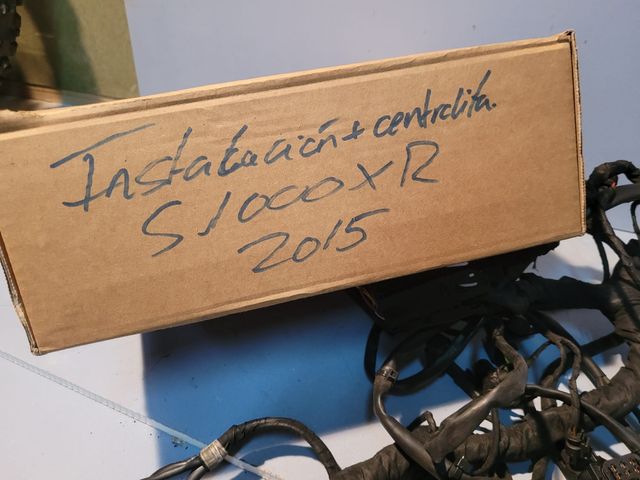 Instalación + centralita.
S1000XR
2015